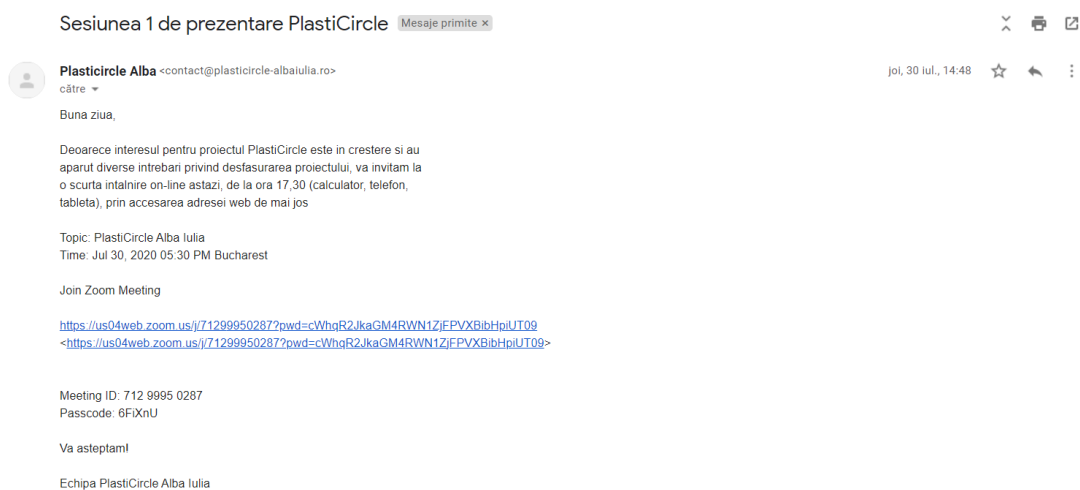 Sesiunea 1 de prezentare PlastiCircle Mesaje primite ×
Plasticircle Alba <contact@plasticircle-albaiulia.ro> joi, 30 iul., 14:48
către
Buna ziua,
Deoarece interesul pentru proiectul PlastiCircle este in crestere si au
aparut diverse intrebari privind desfasurarea proiectului, va invitam la
o scurta intalnire on-line astazi, de la ora 17,30 (calculator, telefon,
tableta), prin accesarea adresei web de mai jos
Topic: PlastiCircle Alba Iulia
Time: Jul 30, 2020 05:30 PM Bucharest
Join Zoom Meeting
https://us04web.zoom.us/j/71299950287?pwd=cWhqR2JkaGM4RWN1ZjFPVXBibHpiUT09
<https://us04web.zoom.us/j/71299950287?pwd=cWhqR2JkaGM4RWN1ZjFPVXBibHpiUT09>
Meeting ID: 712 9995 0287
Passcode: 6FiXnU
Va asteptam!
Echipa PlastiCircle Alba Iulia